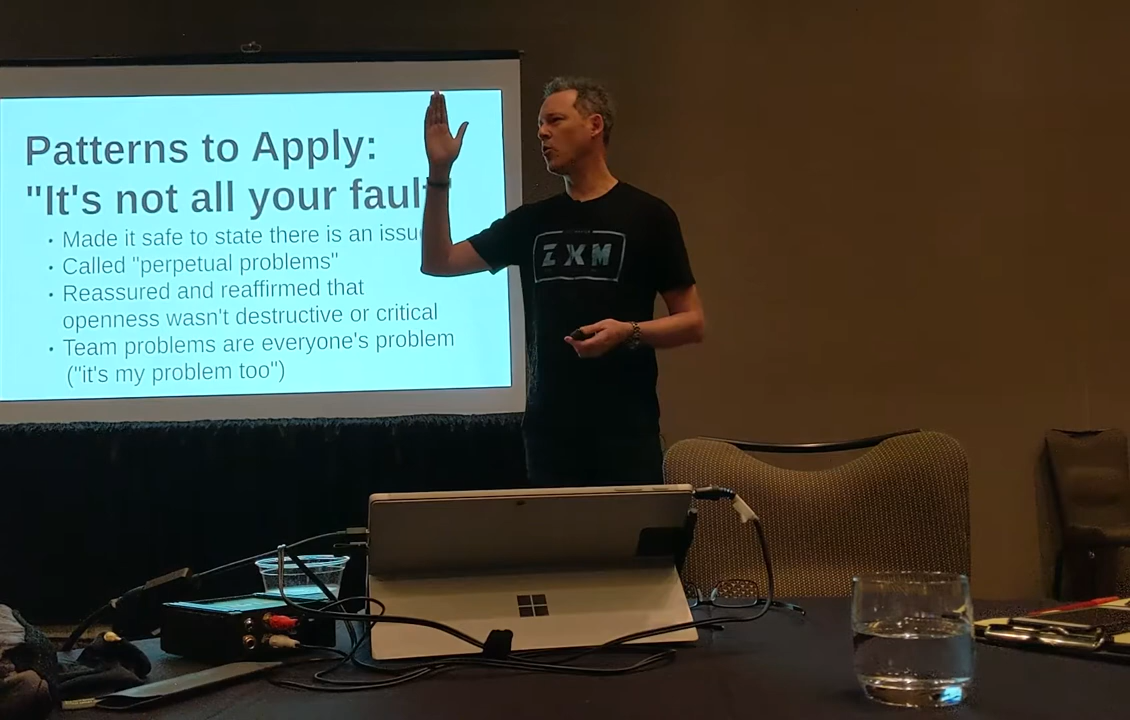 Patterns to Apply:
"It's not all your fault"
• Made it safe to state there is an issu
• Called "perpetual problems"
• Reassured and reaffirmed that
openness wasn't destructive or critical
• Team problems are everyone's problem
("it's my problem too")
ZXM